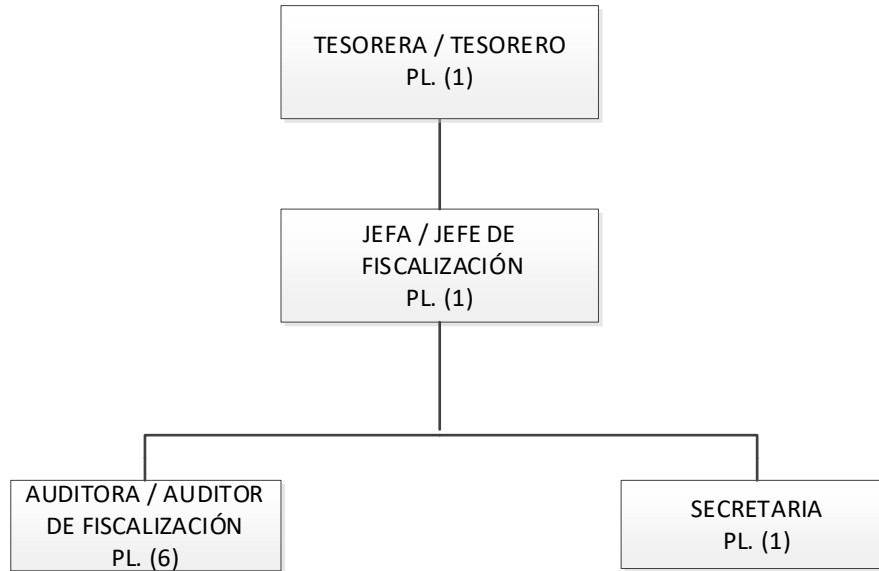 TESORERA / TESORERO
PL. (1)
JEFA / JEFE DE
FISCALIZACIÓN
PL. (1)
AUDITORA / AUDITOR
DE FISCALIZACIÓN
PL. (6)
SECRETARIA
PL. (1)